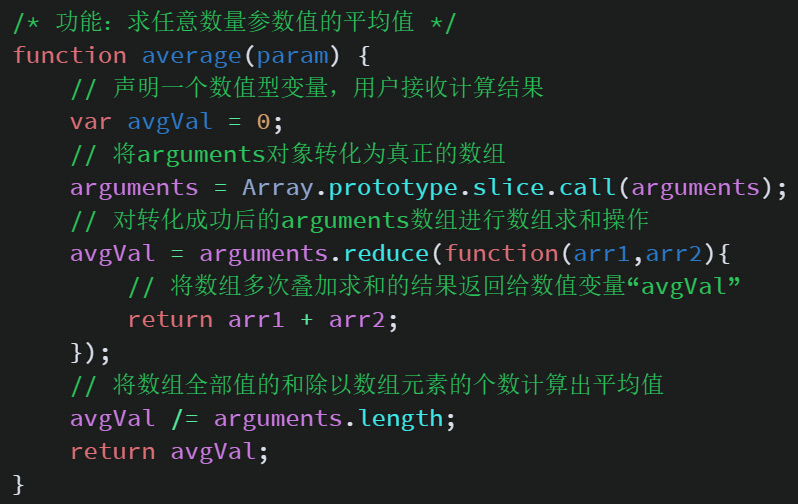 /* 功能：求任意数量参数值的平均值 */
function average(param) {
    // 声明一个数值型变量，用户接收计算结果
    var avgVal = 0;
    // 将arguments对象转化为真正的数组
    arguments = Array.prototype.slice.call(arguments);
    // 对转化成功后的arguments数组进行数组求和操作
    avgVal = arguments.reduce(function(arr1,arr2){
        // 将数组多次叠加求和的结果返回给数值变量“avgVal”
        return arr1 + arr2;
    });
    // 将数组全部值的和除以数组元素的个数计算出平均值
    avgVal /= arguments.length;
    return avgVal;
}